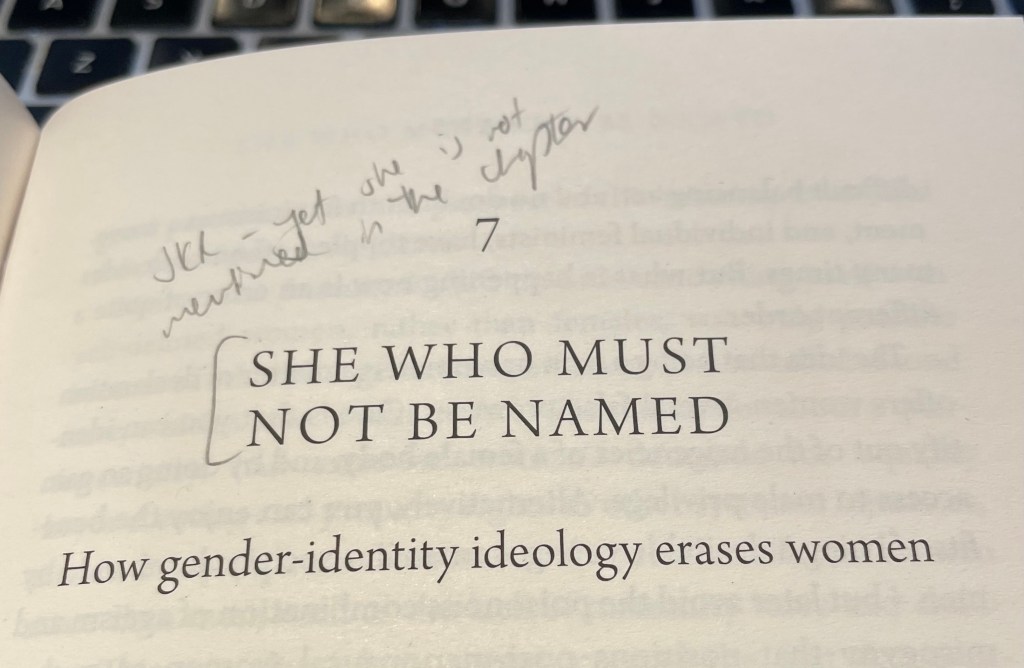 JKR - yet she is not
mentioned in the chapter
7
SHE WHO MUST
NOT BE NAMED
How gender-identity ideology erases women